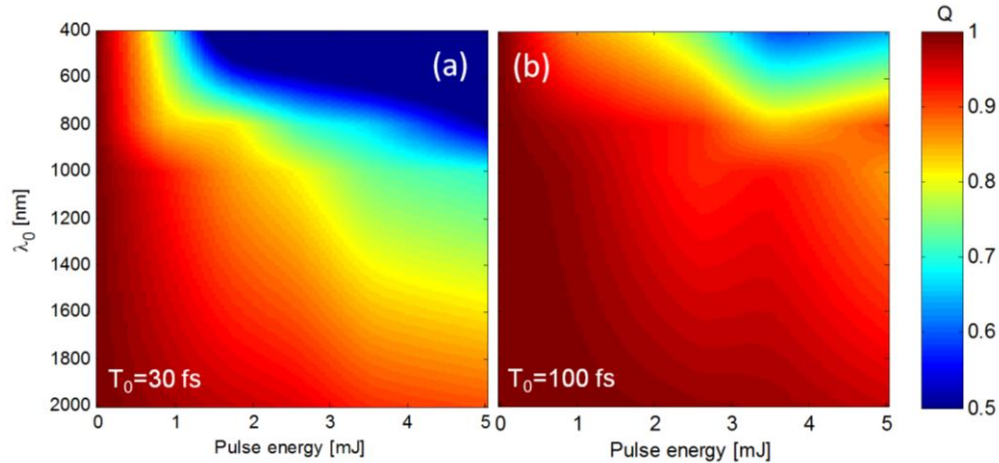 Q
400
600
800
1000
1200
1400
1600
1800
2000
λ0 [nm]
(a)
T0=30 fs
0 1 2 3 4 5
Pulse energy [mJ]
(b)
T0=100 fs
0 1 2 3 4 5
Pulse energy [mJ]
1
0.9
0.8
0.7
0.6
0.5